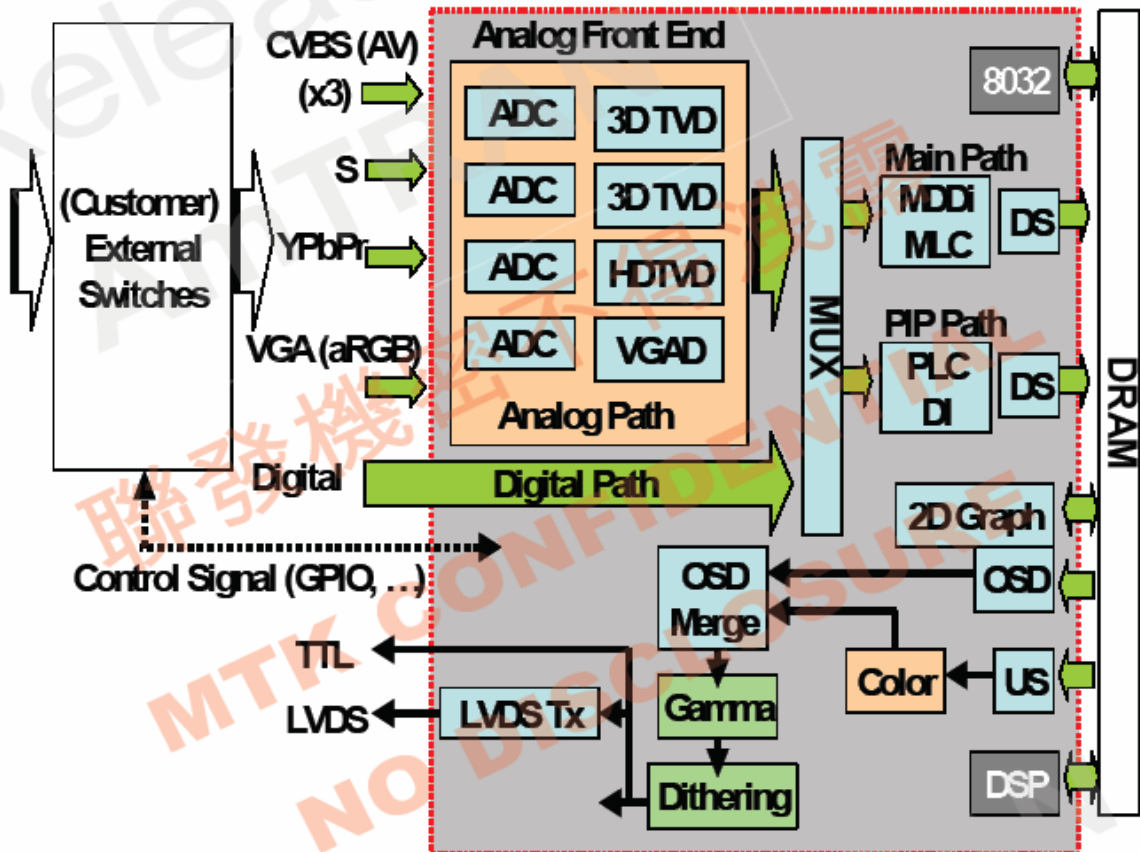 Release
AmTRAN
CVBS (AV)
(x3)
S
YPbPr
VGA (aRGB)
Digital
(Customer)
External
Switches
Control Signal (GPIO, …)
TTL
LVDS
Analog Front End
ADC
3D TVD
ADC
3D TVD
ADC
HDTVD
ADC
VGAD
Analog Path
Digital Path
MUX
8032
Main Path
MDDi
MLC
DS
PIP Path
PLC
DI
DS
DRAM
2D Graph
OSD
OSD
Merge
Color
US
Gamma
LVDS Tx
Dithering
DSP
聯發機密不得洩露
MTK CONFIDENTIAL
NO DISCLOSURE